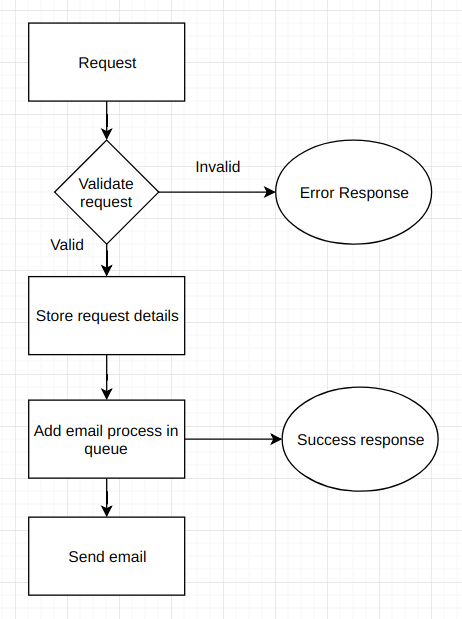 Request
Validate
request
Invalid
Error Response
Valid
Store request details
Add email process in
queue
Success response
Send email